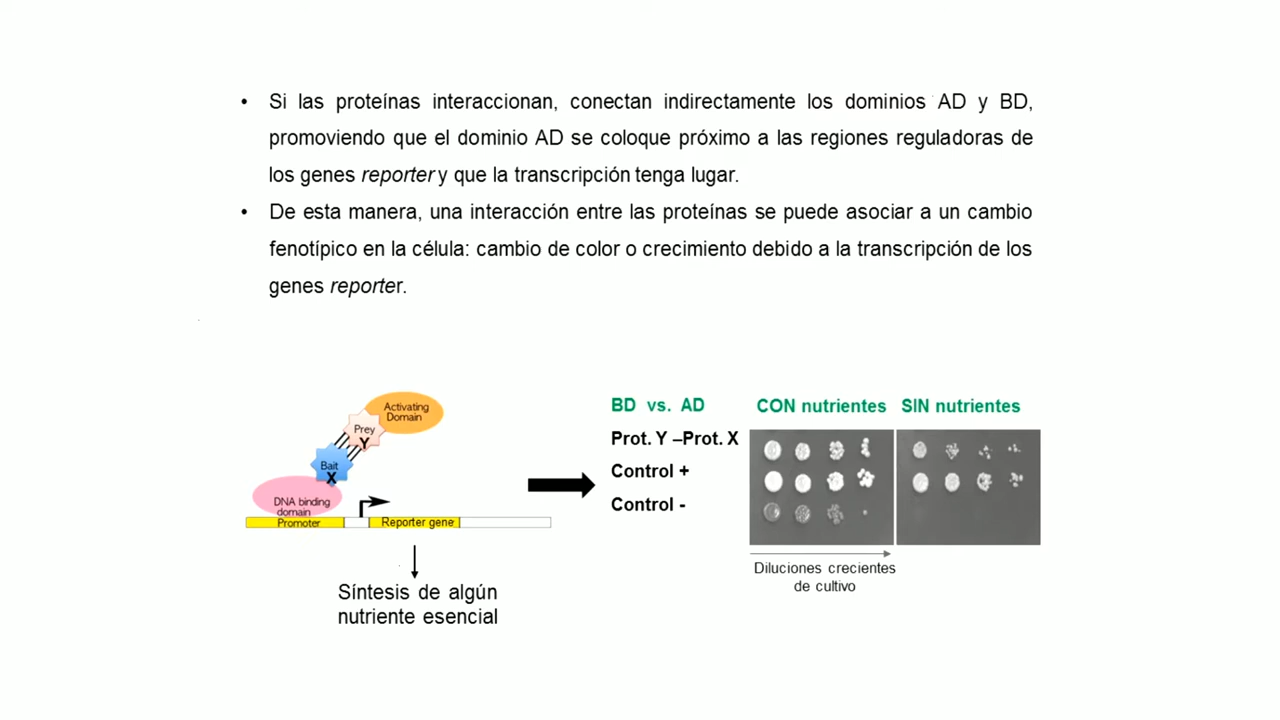 • Si las proteínas interaccionan, conectan indirectamente los dominios AD y BD,
promoviendo que el dominio AD se coloque próximo a las regiones reguladoras de
los genes reporter y que la transcripción tenga lugar.
• De esta manera, una interacción entre las proteínas se puede asociar a un cambio
fenotípico en la célula: cambio de color o crecimiento debido a la transcripción de los
genes reporter.
Activating
Domain
Prey
Y
Bait
X
DNA binding
domain
Promoter
Reporter gene
Síntesis de algún
nutriente esencial
BD vs. AD
Prot. Y –Prot. X
Control +
Control -
CON nutrientes
SIN nutrientes
Diluciones crecientes
de cultivo